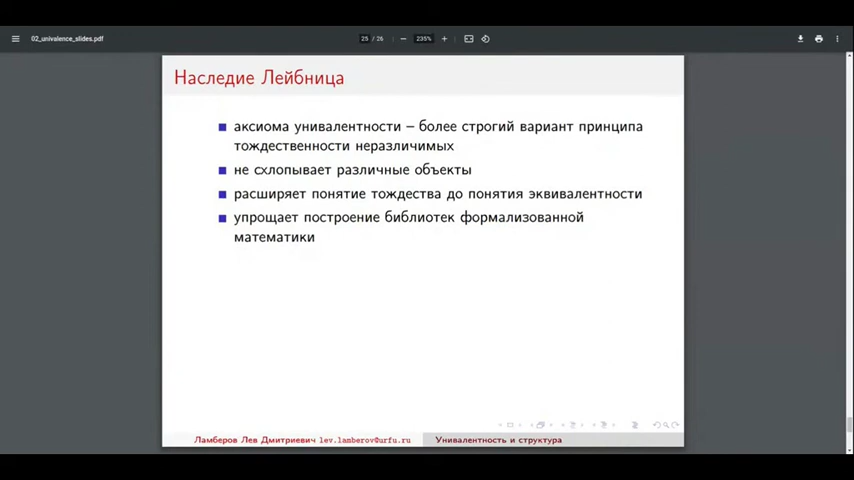 02_univalence_slides.pdf
25 / 26
235%
Наследие Лейбница
аксиома унивалентности – более строгий вариант принципа
тождественности неразличимых
не схлопывает различные объекты
расширяет понятие тождества до понятия эквивалентности
упрощает построение библиотек формализованной
математики
Ламберов Лев Дмитриевич lev.lamberov@urfu.ru
Унивалентность и структура